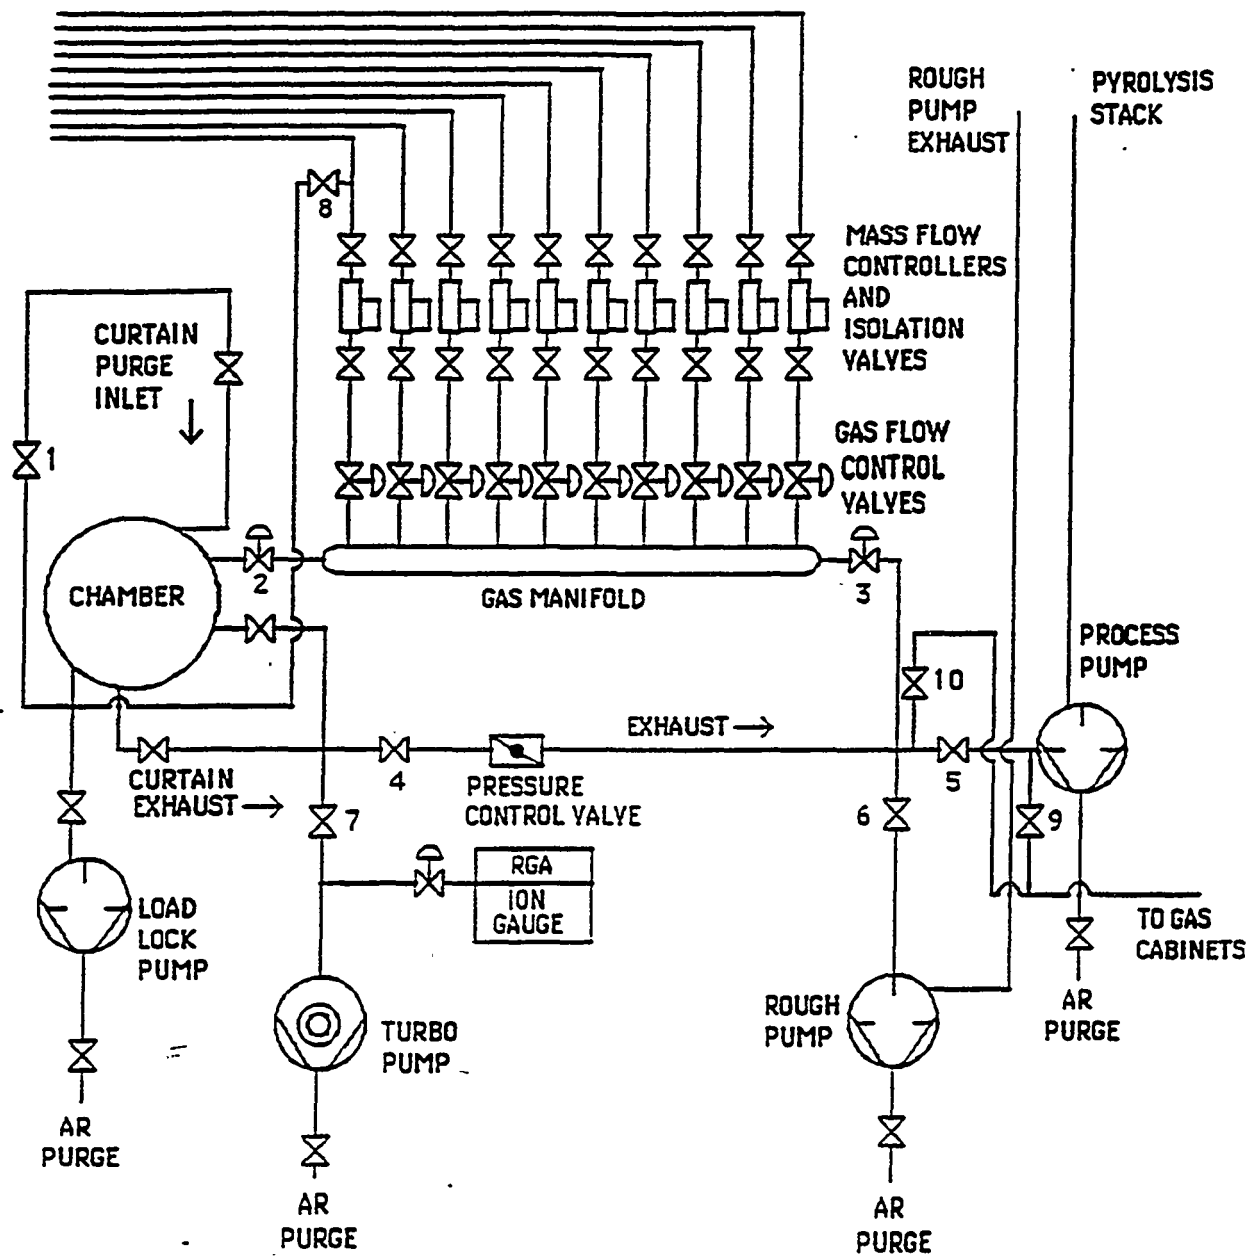 ROUGH
PUMP
EXHAUST
PYROLYSIS
STACK
8
MASS FLOW
CONTROLLERS
AND
ISOLATION
VALVES
CURTAIN
PURGE
INLET
1
GAS FLOW
CONTROL
VALVES
CHAMBER
2
GAS MANIFOLD
3
PROCESS
PUMP
10
EXHAUST
CURTAIN
EXHAUST
4
PRESSURE
CONTROL VALVE
5
6
7
9
RGA
ION
GAUGE
LOAD
LOCK
PUMP
TO GAS
CABINETS
AR
PURGE
ROUGH
PUMP
TURBO
PUMP
AR
PURGE
AR
PURGE
AR
PURGE